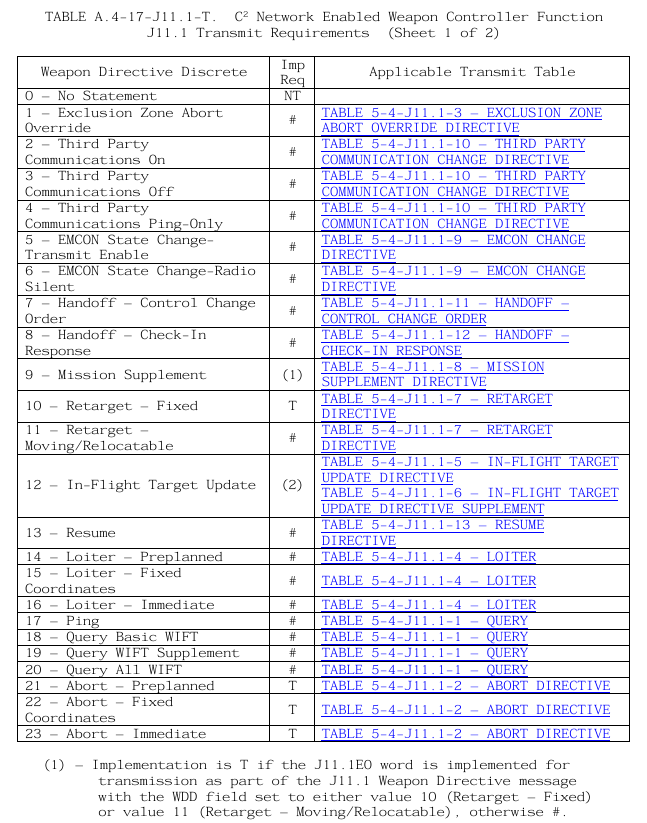 TABLE A.4-17-J11.1-T.  C² Network Enabled Weapon Controller Function
J11.1 Transmit Requirements  (Sheet 1 of 2)
Weapon Directive Discrete
Imp
Req
Applicable Transmit Table
0 – No Statement
NT
1 – Exclusion Zone Abort
Override
#
TABLE 5-4-J11.1-3 – EXCLUSION ZONE
ABORT OVERRIDE DIRECTIVE
2 – Third Party
Communications On
#
TABLE 5-4-J11.1-10 – THIRD PARTY
COMMUNICATION CHANGE DIRECTIVE
3 – Third Party
Communications Off
#
TABLE 5-4-J11.1-10 – THIRD PARTY
COMMUNICATION CHANGE DIRECTIVE
4 – Third Party
Communications Ping-Only
#
TABLE 5-4-J11.1-10 – THIRD PARTY
COMMUNICATION CHANGE DIRECTIVE
5 – EMCON State Change-
Transmit Enable
#
TABLE 5-4-J11.1-9 – EMCON CHANGE
DIRECTIVE
6 – EMCON State Change-Radio
Silent
#
TABLE 5-4-J11.1-9 – EMCON CHANGE
DIRECTIVE
7 – Handoff – Control Change
Order
#
TABLE 5-4-J11.1-11 – HANDOFF –
CONTROL CHANGE ORDER
8 – Handoff – Check-In
Response
#
TABLE 5-4-J11.1-12 – HANDOFF –
CHECK-IN RESPONSE
9 – Mission Supplement
(1)
TABLE 5-4-J11.1-8 – MISSION
SUPPLEMENT DIRECTIVE
10 – Retarget – Fixed
T
TABLE 5-4-J11.1-7 – RETARGET
DIRECTIVE
11 – Retarget –
Moving/Relocatable
#
TABLE 5-4-J11.1-7 – RETARGET
DIRECTIVE
12 – In-Flight Target Update
(2)
TABLE 5-4-J11.1-5 – IN-FLIGHT TARGET
UPDATE DIRECTIVE
TABLE 5-4-J11.1-6 – IN-FLIGHT TARGET
UPDATE DIRECTIVE SUPPLEMENT
13 – Resume
#
TABLE 5-4-J11.1-13 – RESUME
DIRECTIVE
14 – Loiter – Preplanned
#
TABLE 5-4-J11.1-4 – LOITER
15 – Loiter – Fixed
Coordinates
#
TABLE 5-4-J11.1-4 – LOITER
16 – Loiter – Immediate
#
TABLE 5-4-J11.1-4 – LOITER
17 – Ping
#
TABLE 5-4-J11.1-1 – QUERY
18 – Query Basic WIFT
#
TABLE 5-4-J11.1-1 – QUERY
19 – Query WIFT Supplement
#
TABLE 5-4-J11.1-1 – QUERY
20 – Query All WIFT
#
TABLE 5-4-J11.1-1 – QUERY
21 – Abort – Preplanned
T
TABLE 5-4-J11.1-2 – ABORT DIRECTIVE
22 – Abort – Fixed
Coordinates
T
TABLE 5-4-J11.1-2 – ABORT DIRECTIVE
23 – Abort – Immediate
T
TABLE 5-4-J11.1-2 – ABORT DIRECTIVE
(1) – Implementation is T if the J11.1E0 word is implemented for
transmission as part of the J11.1 Weapon Directive message
with the WDD field set to either value 10 (Retarget – Fixed)
or value 11 (Retarget – Moving/Relocatable), otherwise #.